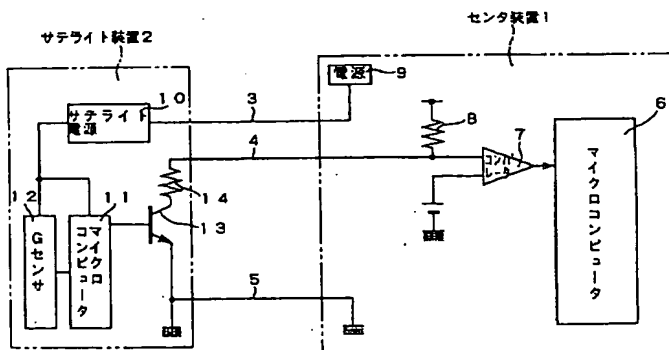 センタ装置1
サテライト装置2
電源
9
10
サテライト
電源
3
8
6
4
7
コンパ
レータ
マイクロコンピュータ
14
12
11
13
Gセンサ
マイクロ
コンピュータ
5